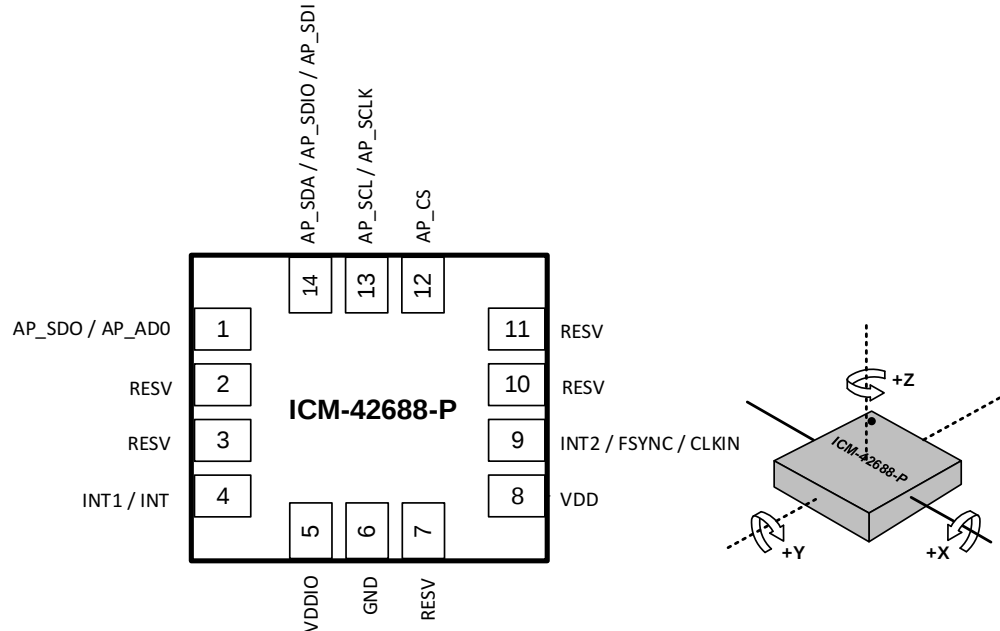 AP_SDA / AP_SDIO / AP_SDI
AP_SCL / AP_SCLK
AP_CS
14
13
12
AP_SDO / AP_AD0
1
11
RESV
RESV
2
10
RESV
ICM-42688-P
RESV
3
9
INT2 / FSYNC / CLKIN
INT1 / INT
4
8
VDD
5
6
7
VDDIO
GND
RESV
+Z
ICM-42688-P
+Y
+X